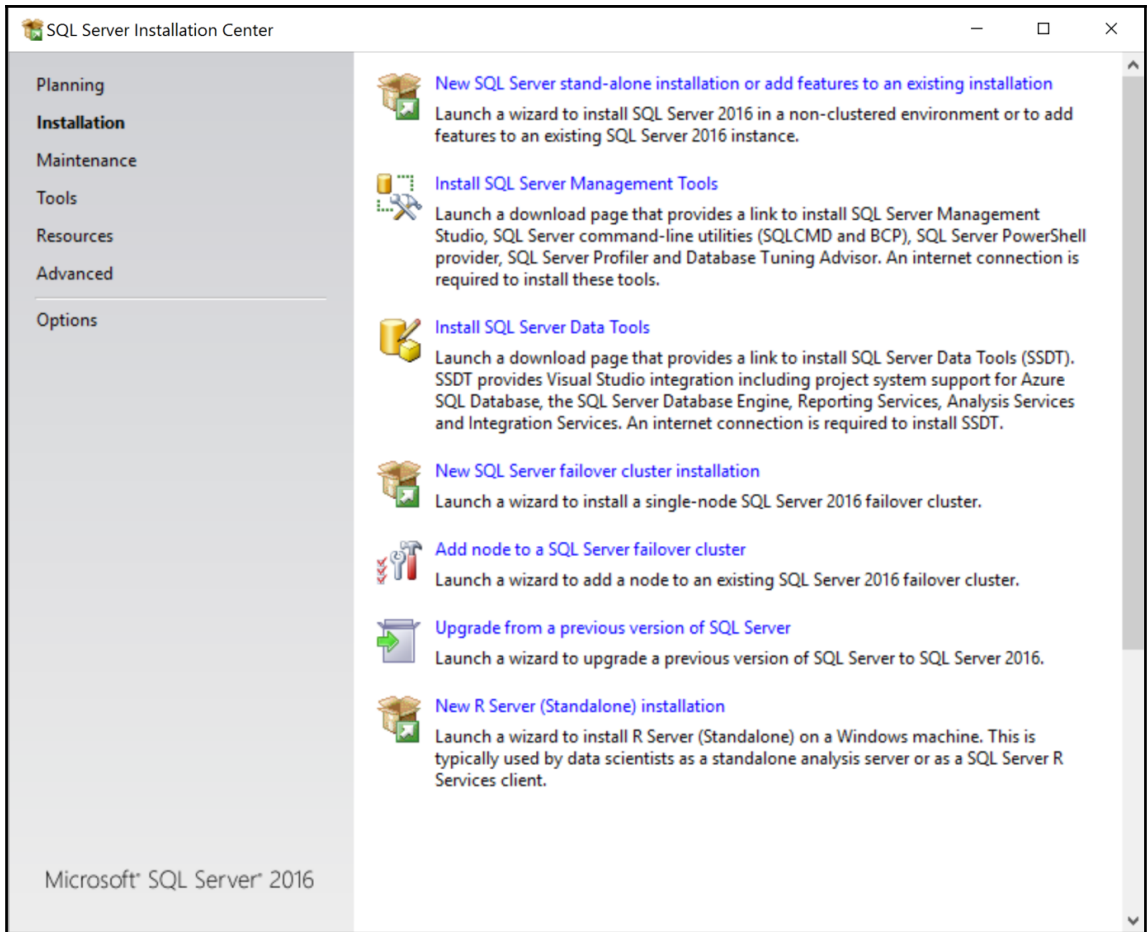 SQL Server Installation Center
Planning
Installation
Maintenance
Tools
Resources
Advanced
Options
Microsoft® SQL Server® 2016
New SQL Server stand-alone installation or add features to an existing installation
Launch a wizard to install SQL Server 2016 in a non-clustered environment or to add
features to an existing SQL Server 2016 instance.
Install SQL Server Management Tools
Launch a download page that provides a link to install SQL Server Management
Studio, SQL Server command-line utilities (SQLCMD and BCP), SQL Server PowerShell
provider, SQL Server Profiler and Database Tuning Advisor. An internet connection is
required to install these tools.
Install SQL Server Data Tools
Launch a download page that provides a link to install SQL Server Data Tools (SSDT).
SSDT provides Visual Studio integration including project system support for Azure
SQL Database, the SQL Server Database Engine, Reporting Services, Analysis Services
and Integration Services. An internet connection is required to install SSDT.
New SQL Server failover cluster installation
Launch a wizard to install a single-node SQL Server 2016 failover cluster.
Add node to a SQL Server failover cluster
Launch a wizard to add a node to an existing SQL Server 2016 failover cluster.
Upgrade from a previous version of SQL Server
Launch a wizard to upgrade a previous version of SQL Server to SQL Server 2016.
New R Server (Standalone) installation
Launch a wizard to install R Server (Standalone) on a Windows machine. This is
typically used by data scientists as a standalone analysis server or as a SQL Server R
Services client.